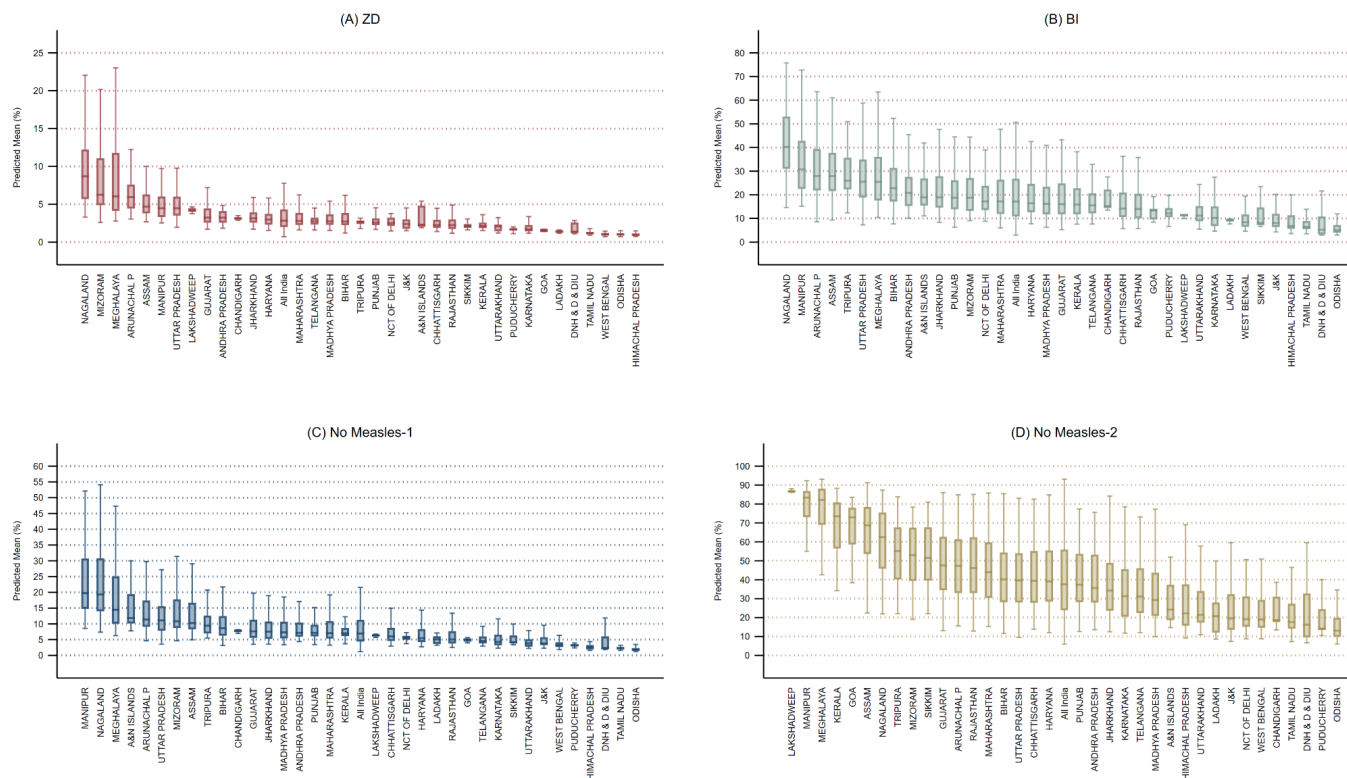 (A) ZD
Predicted Mean (%)
25
20
15
10
5
0
NAGALAND
MIZORAM
MEGHALAYA
ARUNACHAL P
ASSAM
MANIPUR
UTTAR PRADESH
LAKSHADWEEP
GUJARAT
ANDHRA PRADESH
CHANDIGARH
JHARKHAND
HARYANA
All India
MAHARASHTRA
TELANGANA
MADHYA PRADESH
BIHAR
TRIPURA
PUNJAB
NCT OF DELHI
J&K
A&N ISLANDS
CHHATTISGARH
RAJASTHAN
SIKKIM
KERALA
UTTARAKHAND
PUDUCHERRY
KARNATAKA
GOA
LADAKH
DNH & D & DIU
TAMIL NADU
WEST BENGAL
ODISHA
HIMACHAL PRADESH
(B) BI
Predicted Mean (%)
80
70
60
50
40
30
20
10
0
NAGALAND
MANIPUR
ARUNACHAL P
ASSAM
TRIPURA
UTTAR PRADESH
MEGHALAYA
BIHAR
ANDHRA PRADESH
A&N ISLANDS
JHARKHAND
PUNJAB
MIZORAM
NCT OF DELHI
MAHARASHTRA
All India
HARYANA
MADHYA PRADESH
GUJARAT
KERALA
TELANGANA
CHANDIGARH
CHHATTISGARH
RAJASTHAN
GOA
PUDUCHERRY
LAKSHADWEEP
UTTARAKHAND
KARNATAKA
LADAKH
WEST BENGAL
SIKKIM
J&K
HIMACHAL PRADESH
TAMIL NADU
DNH & D & DIU
ODISHA
(C) No Measles-1
Predicted Mean (%)
60
55
50
45
40
35
30
25
20
15
10
5
0
MANIPUR
NAGALAND
MEGHALAYA
A&N ISLANDS
ARUNACHAL P
UTTAR PRADESH
MIZORAM
ASSAM
TRIPURA
BIHAR
CHANDIGARH
GUJARAT
JHARKHAND
MADHYA PRADESH
ANDHRA PRADESH
PUNJAB
MAHARASHTRA
KERALA
All India
LAKSHADWEEP
CHHATTISGARH
NCT OF DELHI
HARYANA
LADAKH
RAJASTHAN
GOA
TELANGANA
KARNATAKA
SIKKIM
UTTARAKHAND
J&K
WEST BENGAL
PUDUCHERRY
HIMACHAL PRADESH
DNH & D & DIU
TAMIL NADU
ODISHA
(D) No Measles-2
Predicted Mean (%)
100
90
80
70
60
50
40
30
20
10
0
LAKSHADWEEP
MANIPUR
MEGHALAYA
KERALA
GOA
ASSAM
NAGALAND
TRIPURA
MIZORAM
SIKKIM
GUJARAT
ARUNACHAL P
RAJASTHAN
MAHARASHTRA
BIHAR
UTTAR PRADESH
CHHATTISGARH
HARYANA
All India
PUNJAB
ANDHRA PRADESH
JHARKHAND
KARNATAKA
TELANGANA
MADHYA PRADESH
A&N ISLANDS
HIMACHAL PRADESH
UTTARAKHAND
LADAKH
J&K
NCT OF DELHI
WEST BENGAL
CHANDIGARH
TAMIL NADU
DNH & D & DIU
PUDUCHERRY
ODISHA